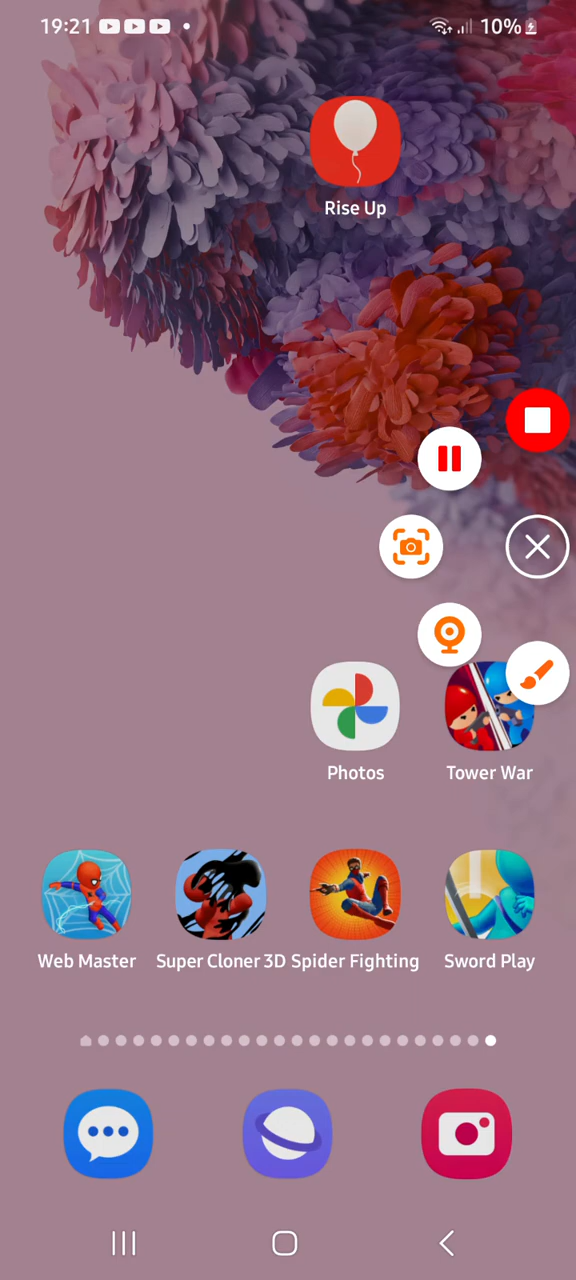 19:21
10%
Rise Up
Photos
Tower War
Web Master
Super Cloner 3D
Spider Fighting
Sword Play